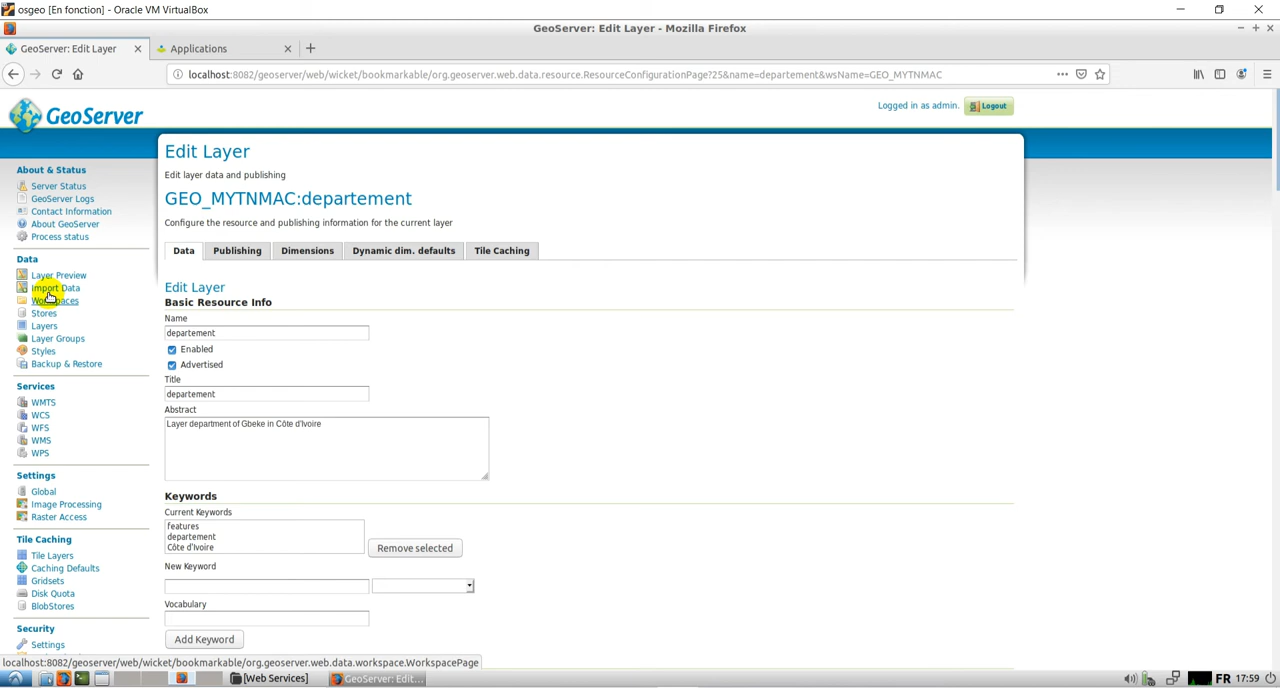 osgeo [En fonction] - Oracle VM VirtualBox
GeoServer: Edit Layer - Mozilla Firefox
GeoServer: Edit Layer
Applications
localhost:8082/geoserver/web/wicket/bookmarkable/org.geoserver.web.data.resource.ResourceConfigurationPage?25&name=departement&wsName=GEO_MYTNMAC
GeoServer
Logged in as admin.
Logout
About & Status
Server Status
GeoServer Logs
Contact Information
About GeoServer
Process status
Data
Layer Preview
Import Data
Workspaces
Stores
Layers
Layer Groups
Styles
Backup & Restore
Services
WMTS
WCS
WFS
WMS
WPS
Settings
Global
Image Processing
Raster Access
Tile Caching
Tile Layers
Caching Defaults
Gridsets
Disk Quota
BlobStores
Security
Settings
Edit Layer
Edit layer data and publishing
GEO_MYTNMAC:departement
Configure the resource and publishing information for the current layer
Data
Publishing
Dimensions
Dynamic dim. defaults
Tile Caching
Edit Layer
Basic Resource Info
Name
departement
Enabled
Advertised
Title
departement
Abstract
Layer department of Gbeke in Côte d'Ivoire
Keywords
Current Keywords
features
departement
Côte d'Ivoire
Remove selected
New Keyword
Vocabulary
Add Keyword
localhost:8082/geoserver/web/wicket/bookmarkable/org.geoserver.web.data.workspace.WorkspacePage
[Web Services]
GeoServer: Edit...
FR
17:59